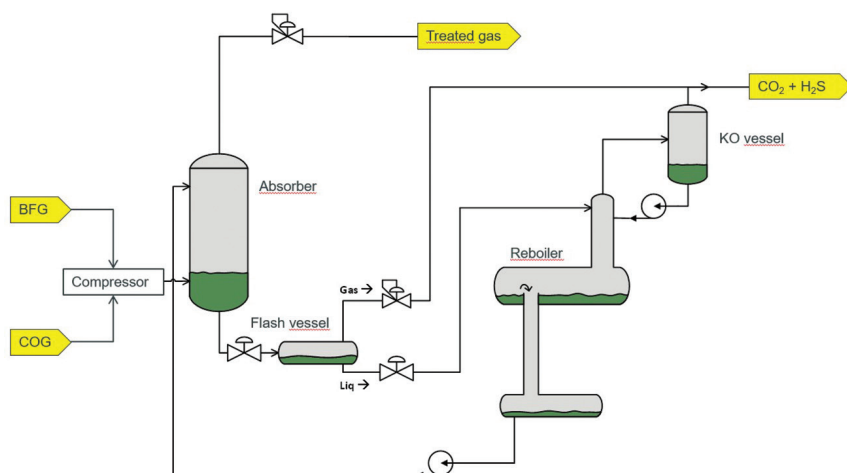 Treated gas
CO₂ + H₂S
KO vessel
Absorber
BFG
Compressor
Reboiler
Gas →
Flash vessel
COG
Liq →